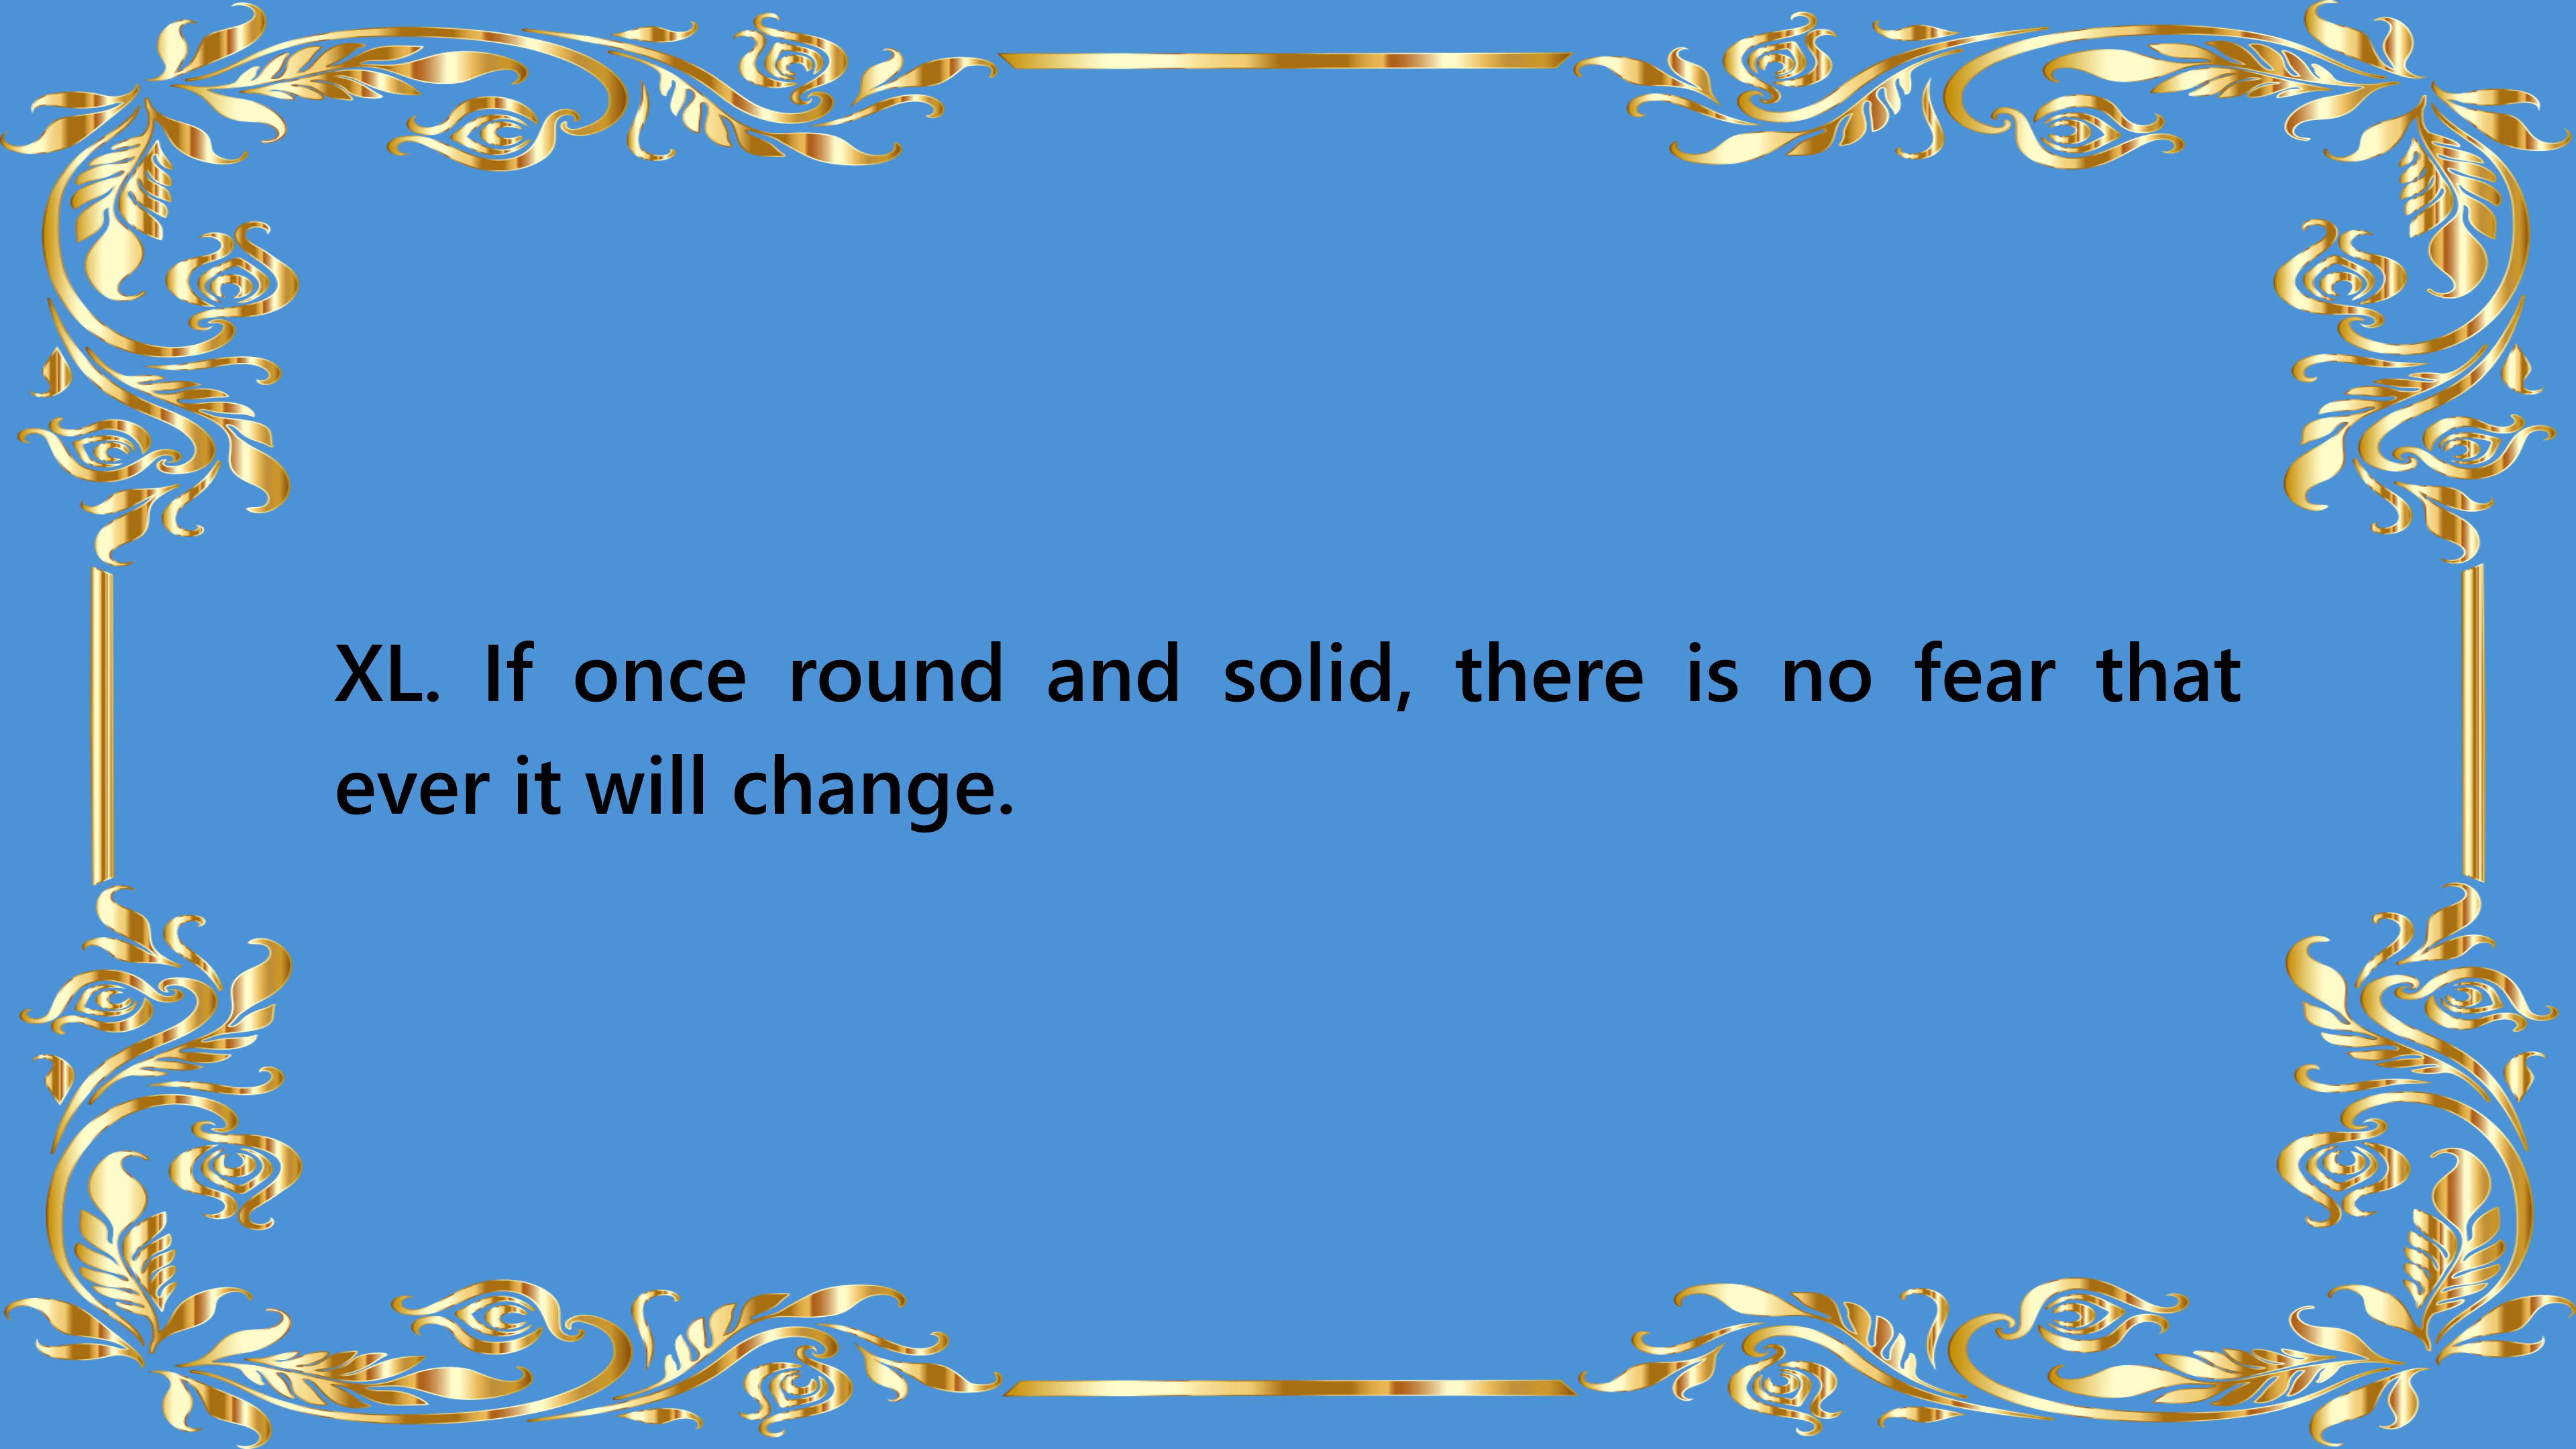 XL. If once round and solid, there is no fear that
ever it will change.